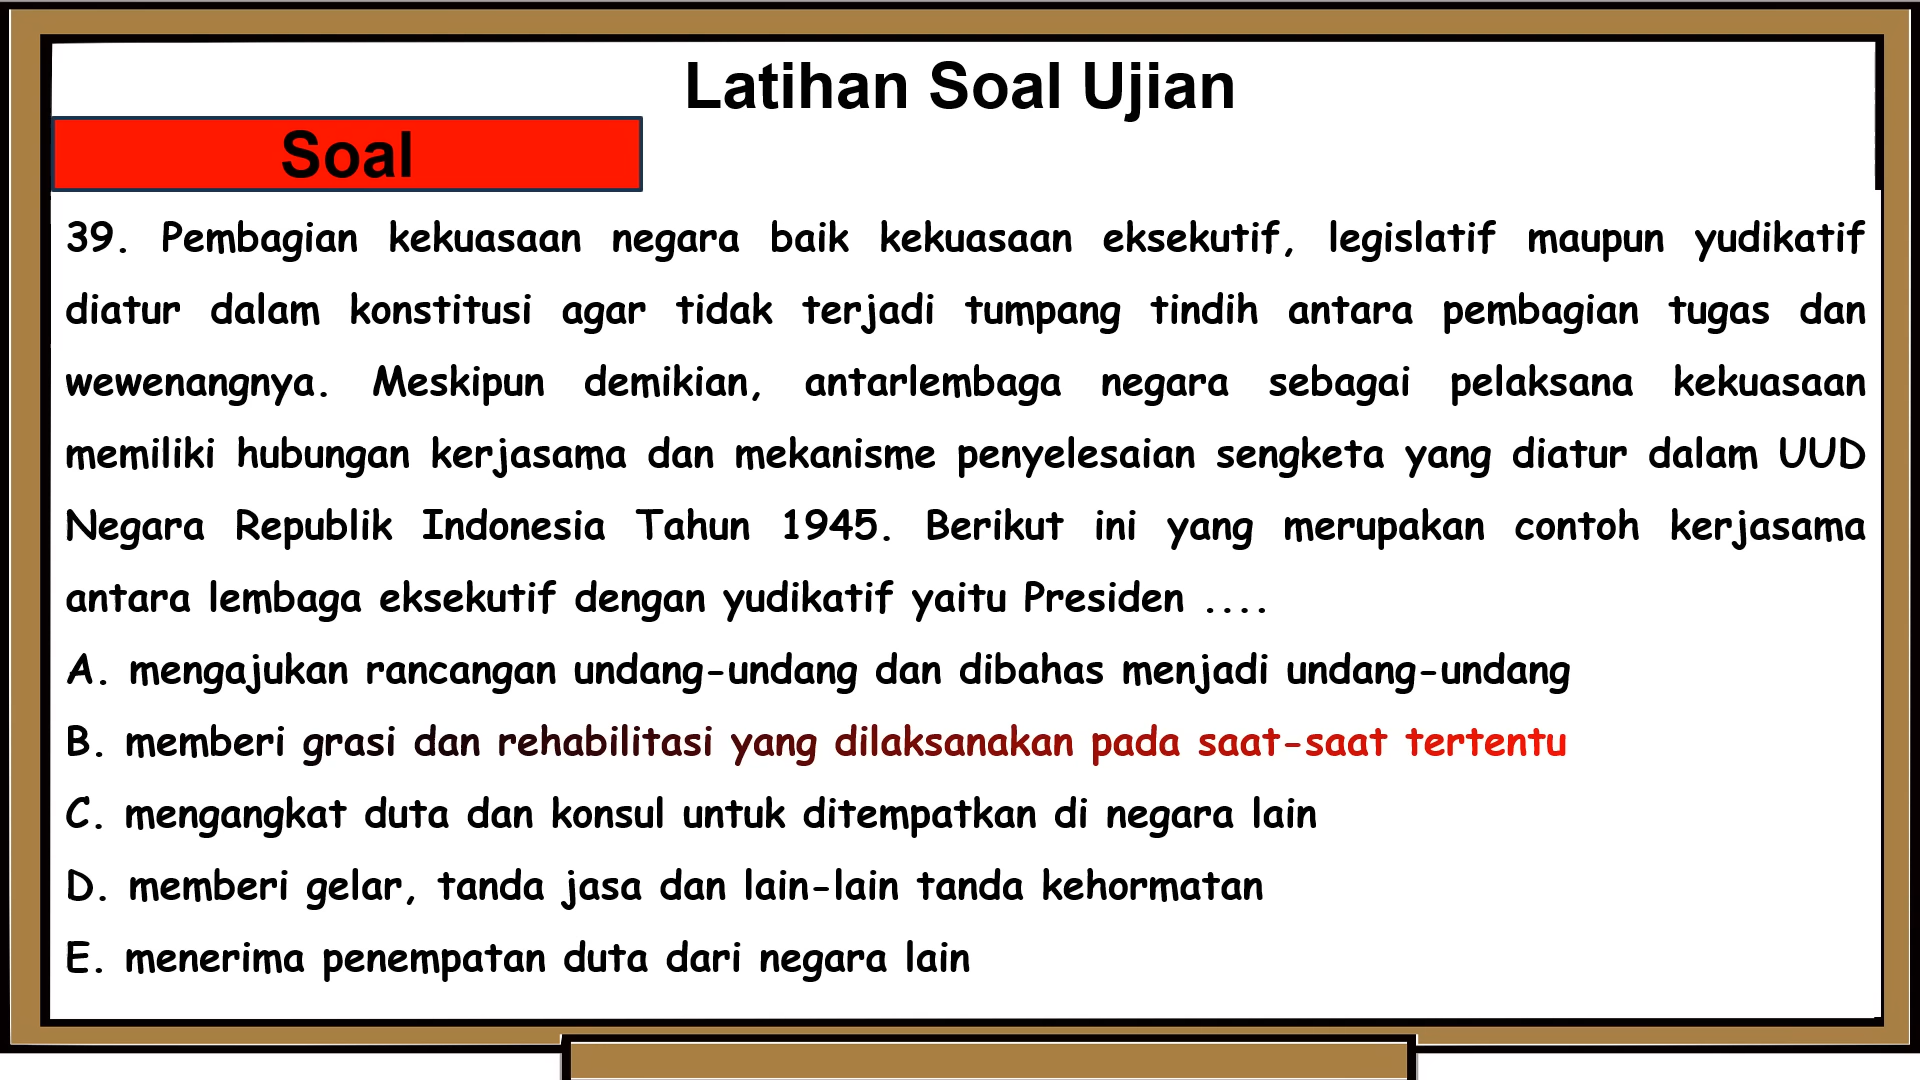 Latihan Soal Ujian
Soal
39. Pembagian kekuasaan negara baik kekuasaan eksekutif, legislatif maupun yudikatif
diatur dalam konstitusi agar tidak terjadi tumpang tindih antara pembagian tugas dan
wewenangnya. Meskipun demikian, antarlembaga negara sebagai pelaksana kekuasaan
memiliki hubungan kerjasama dan mekanisme penyelesaian sengketa yang diatur dalam UUD
Negara Republik Indonesia Tahun 1945. Berikut ini yang merupakan contoh kerjasama
antara lembaga eksekutif dengan yudikatif yaitu Presiden ....
A. mengajukan rancangan undang-undang dan dibahas menjadi undang-undang
B. memberi grasi dan rehabilitasi yang dilaksanakan pada saat-saat tertentu
C. mengangkat duta dan konsul untuk ditempatkan di negara lain
D. memberi gelar, tanda jasa dan lain-lain tanda kehormatan
E. menerima penempatan duta dari negara lain